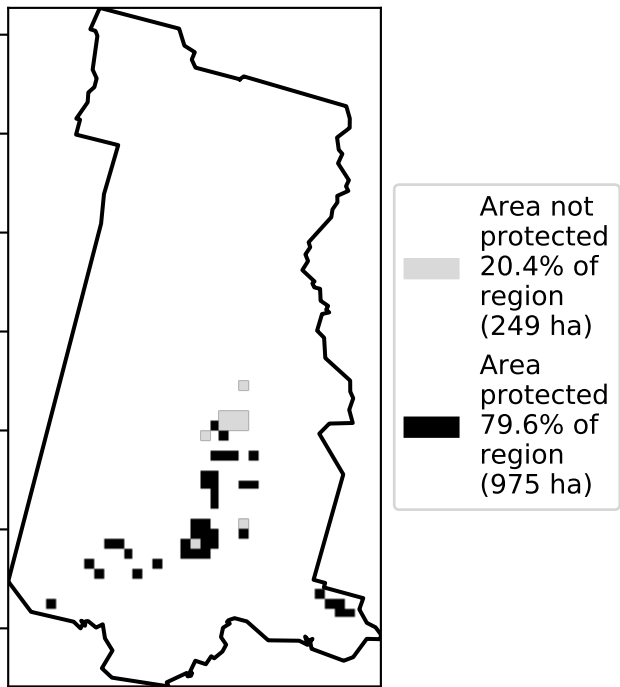 Area not
protected
20.4% of
region
(249 ha)
Area
protected
79.6% of
region
(975 ha)